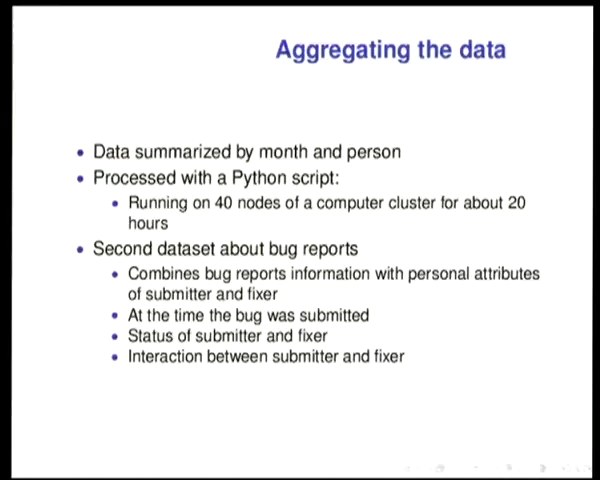 Aggregating the data
• Data summarized by month and person
• Processed with a Python script:
• Running on 40 nodes of a computer cluster for about 20
hours
• Second dataset about bug reports
• Combines bug reports information with personal attributes
of submitter and fixer
• At the time the bug was submitted
• Status of submitter and fixer
• Interaction between submitter and fixer